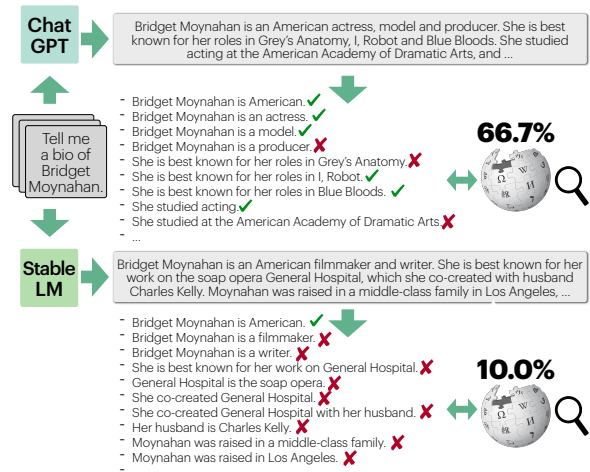 Chat
GPT
Bridget Moynahan is an American actress, model and producer. She is best
known for her roles in Grey's Anatomy, I, Robot and Blue Bloods. She studied
acting at the American Academy of Dramatic Arts, and ...
Tell me
a bio of
Bridget
Moynahan.
- Bridget Moynahan is American.
- Bridget Moynahan is an actress.
- Bridget Moynahan is a model.
- Bridget Moynahan is a producer.
- She is best known for her roles in Grey's Anatomy.
- She is best known for her roles in I, Robot.
- She is best known for her roles in Blue Bloods.
- She studied acting.
- She studied at the American Academy of Dramatic Arts.
- ...
66.7%
Ω W
И
Stable
LM
Bridget Moynahan is an American filmmaker and writer. She is best known for her
work on the soap opera General Hospital, which she co-created with husband
Charles Kelly. Moynahan was raised in a middle-class family in Los Angeles, ...
- Bridget Moynahan is American.
- Bridget Moynahan is a filmmaker.
- Bridget Moynahan is a writer.
- She is best known for her work on General Hospital.
- General Hospital is the soap opera.
- She co-created General Hospital.
- She co-created General Hospital with her husband.
- Her husband is Charles Kelly.
- Moynahan was raised in a middle-class family.
- Moynahan was raised in Los Angeles.
-
10.0%
Ω W
И